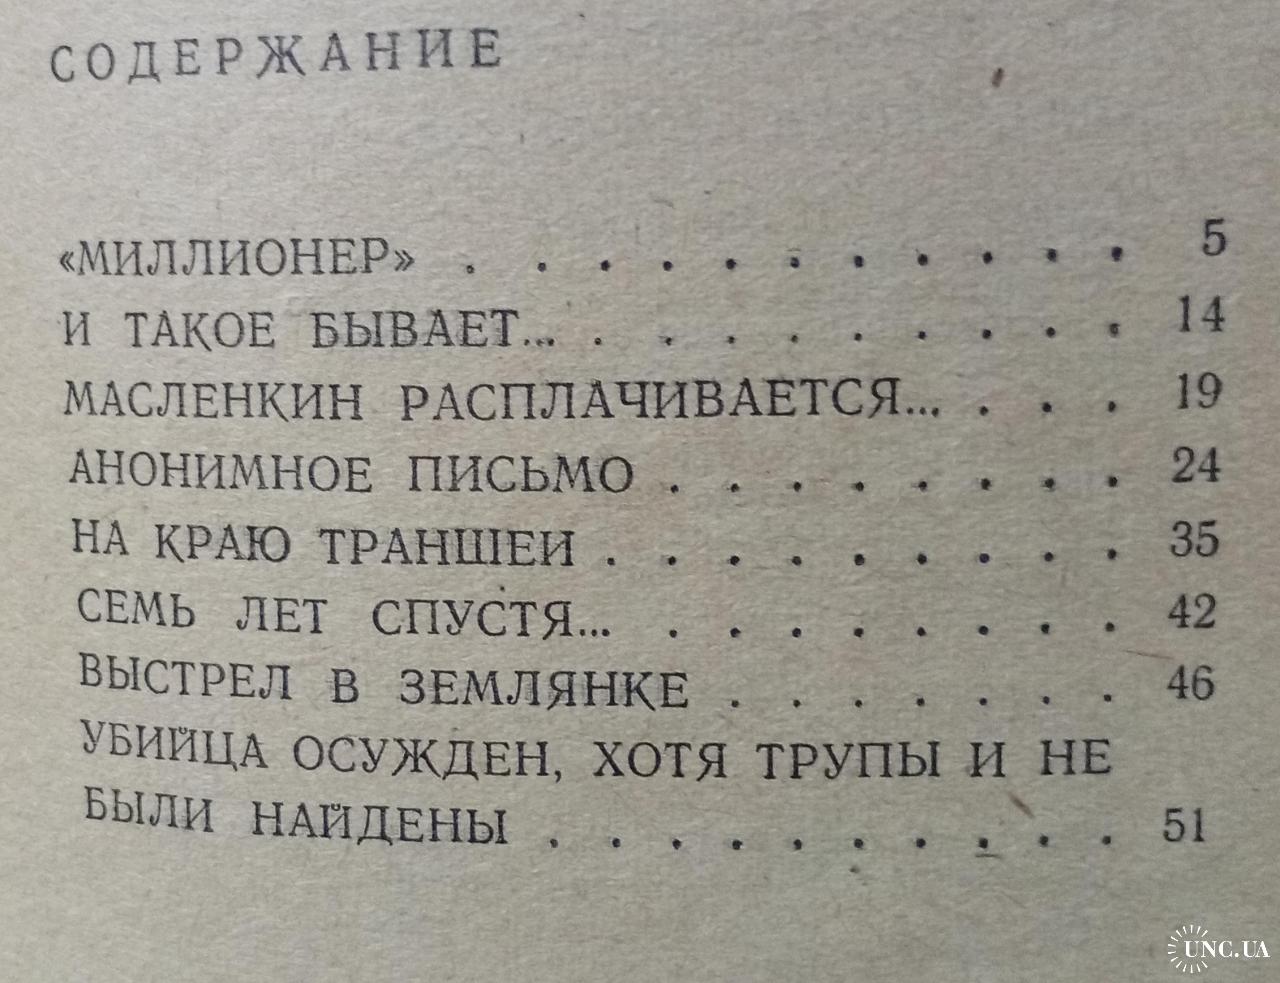 СОДЕРЖАНИЕ
«МИЛЛИОНЕР» . . . . . . . . . . . 5
И ТАКОЕ БЫВАЕТ... . . . . . . . . . 14
МАСЛЕНКИН РАСПЛАЧИВАЕТСЯ... . . . 19
АНОНИМНОЕ ПИСЬМО . . . . . . . . 24
НА КРАЮ ТРАНШЕИ . . . . . . . . . 35
СЕМЬ ЛЕТ СПУСТЯ... . . . . . . . . 42
ВЫСТРЕЛ В ЗЕМЛЯНКЕ . . . . . . . 46
УБИЙЦА ОСУЖДЕН, ХОТЯ ТРУПЫ И НЕ
БЫЛИ НАЙДЕНЫ . . . . . . . . . . 51
UNC.UA